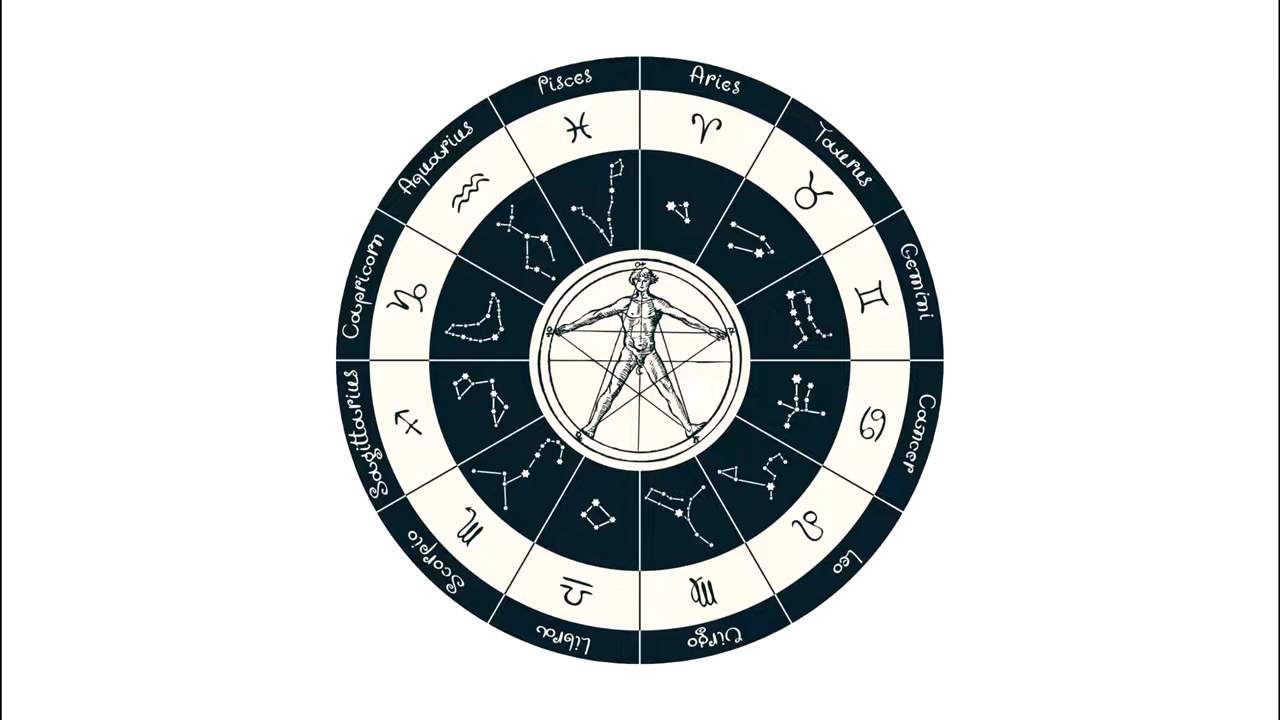 Aries
Taurus
Gemini
Cancer
Leo
Virgo
Libra
Scorpio
Sagittarius
Capricorn
Aquarius
Pisces